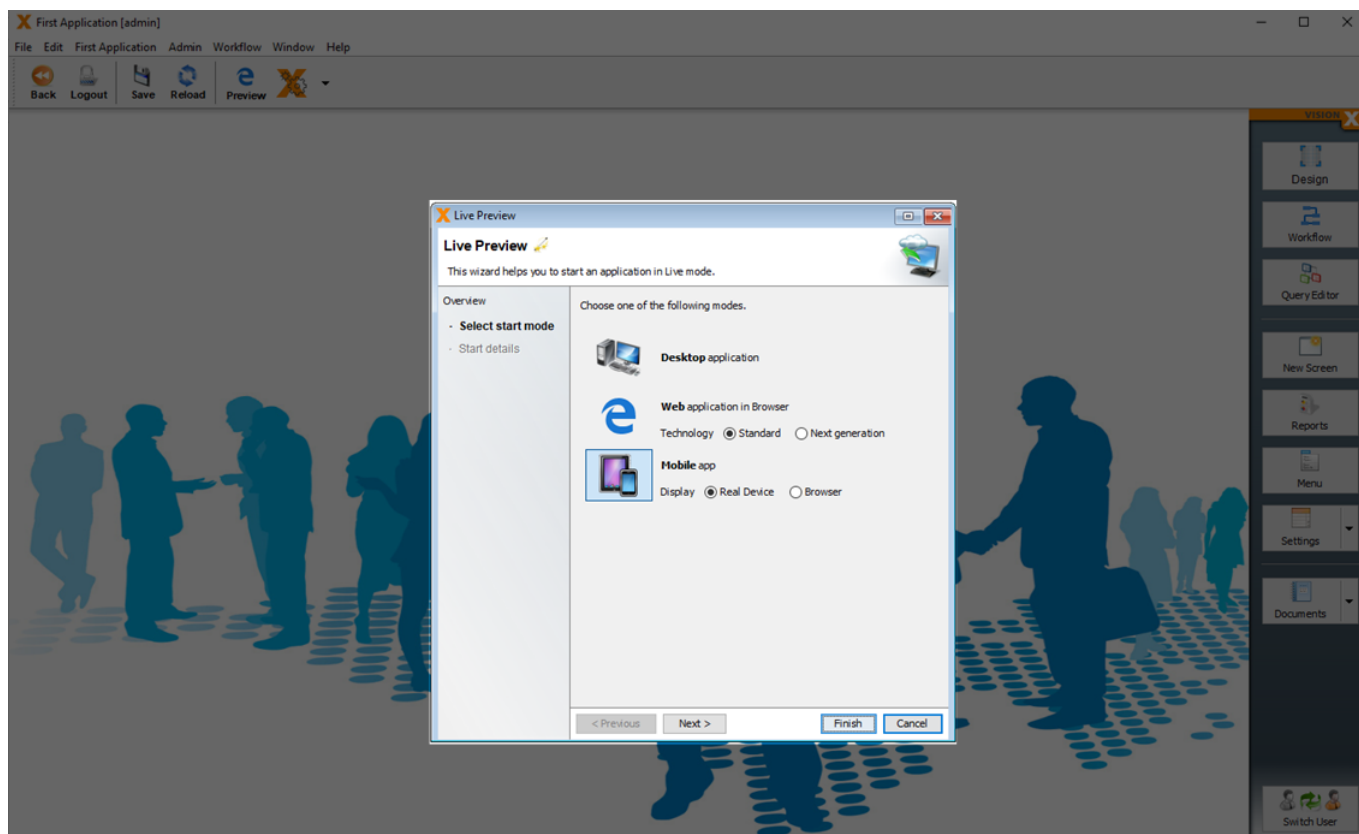 First Application [admin]
File Edit First Application Admin Workflow Window Help
Back Logout Save Reload Preview
VISION X
Design
Workflow
Query Editor
New Screen
Reports
Menu
Settings
Documents
Switch User
Live Preview
Live Preview
This wizard helps you to start an application in Live mode.
Overview
· Select start mode
· Start details
Choose one of the following modes.
Desktop application
Web application in Browser
Technology Standard Next generation
Mobile app
Display Real Device Browser
< Previous Next > Finish Cancel